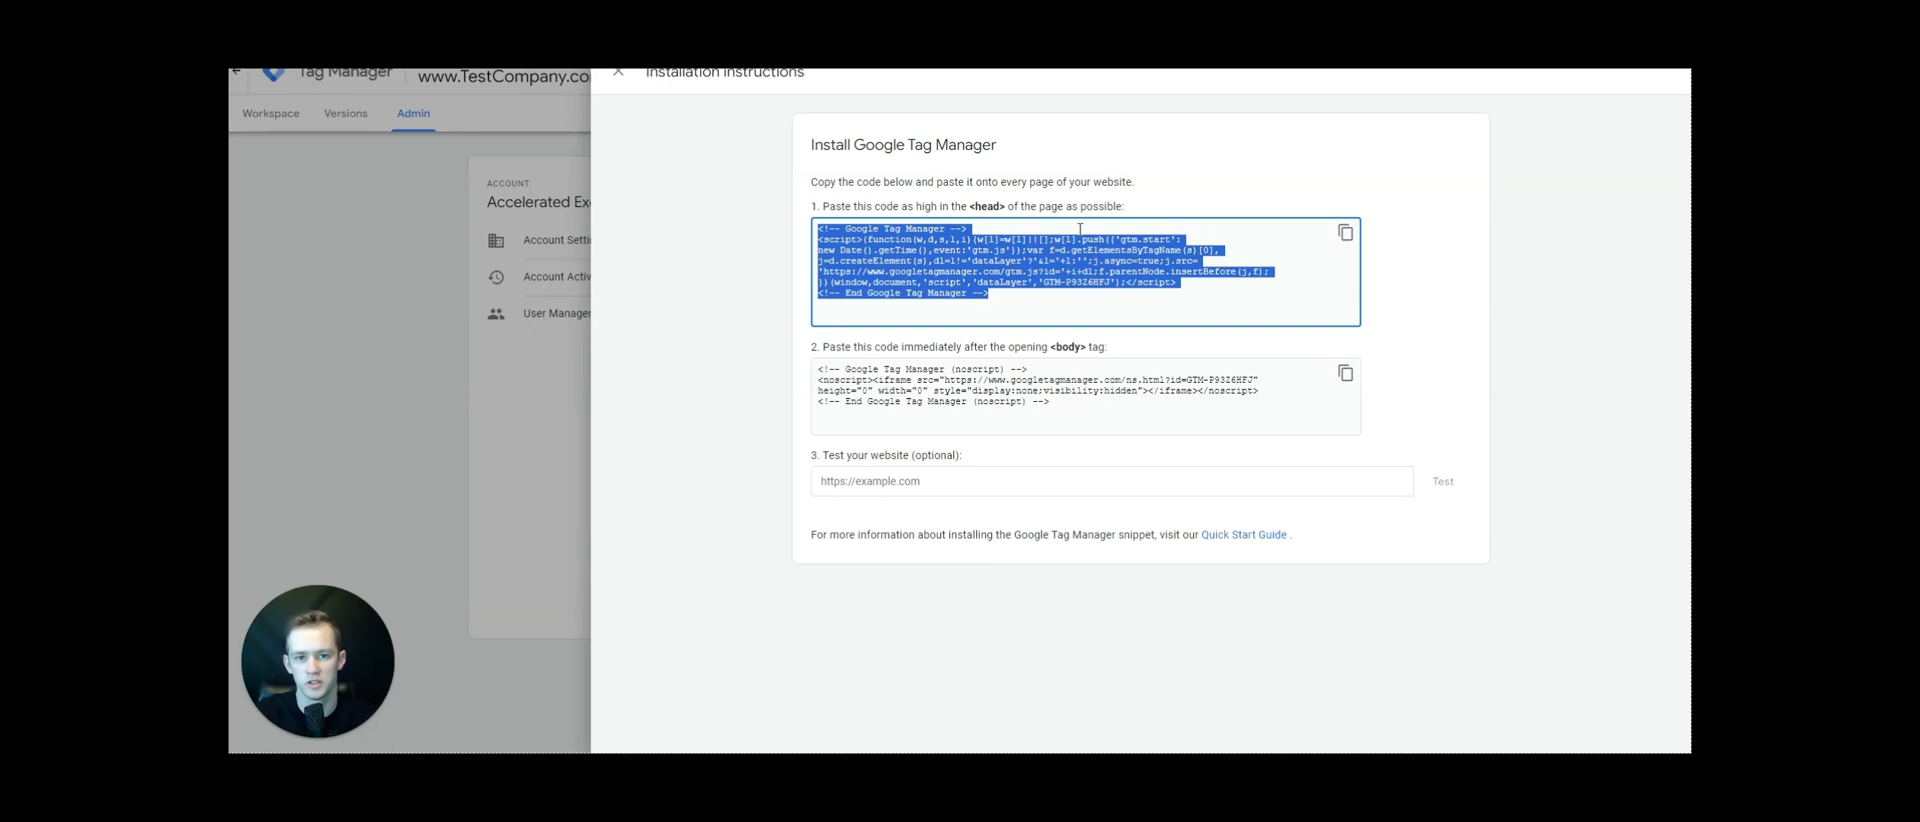 Tag Manager
www.TestCompany.co
Installation instructions
Workspace
Versions
Admin
ACCOUNT
Accelerated
Account
Account
User
Install Google Tag Manager
Copy the code below and paste it onto every page of your website.
1. Paste this code as high in the <head> of the page as possible:
<!-- Google Tag Manager -->
<script>(function(w,d,s,l,i){w[l]=w[l]||[];w[l].push({'gtm.start':
new Date().getTime(),event:'gtm.js'});var f=d.getElementsByTagName(s)[0],
j=d.createElement(s),dl=l!='dataLayer'?'&l='+l:'';j.async=true;j.src=
'https://www.googletagmanager.com/gtm.js?id='+i+dl;f.parentNode.insertBefore(j,f);
})(window,document,'script','dataLayer','GTM-P93Z6HFJ');</script>
<!-- End Google Tag Manager -->
2. Paste this code immediately after the opening <body> tag:
<!-- Google Tag Manager (noscript) -->
<noscript><iframe src="https://www.googletagmanager.com/ns.html?id=GTM-P93Z6HFJ"
height="0" width="0" style="display:none;visibility:hidden"></iframe></noscript>
<!-- End Google Tag Manager (noscript) -->
3. Test your website (optional):
https://example.com
Test
For more information about installing the Google Tag Manager snippet, visit our Quick Start Guide .